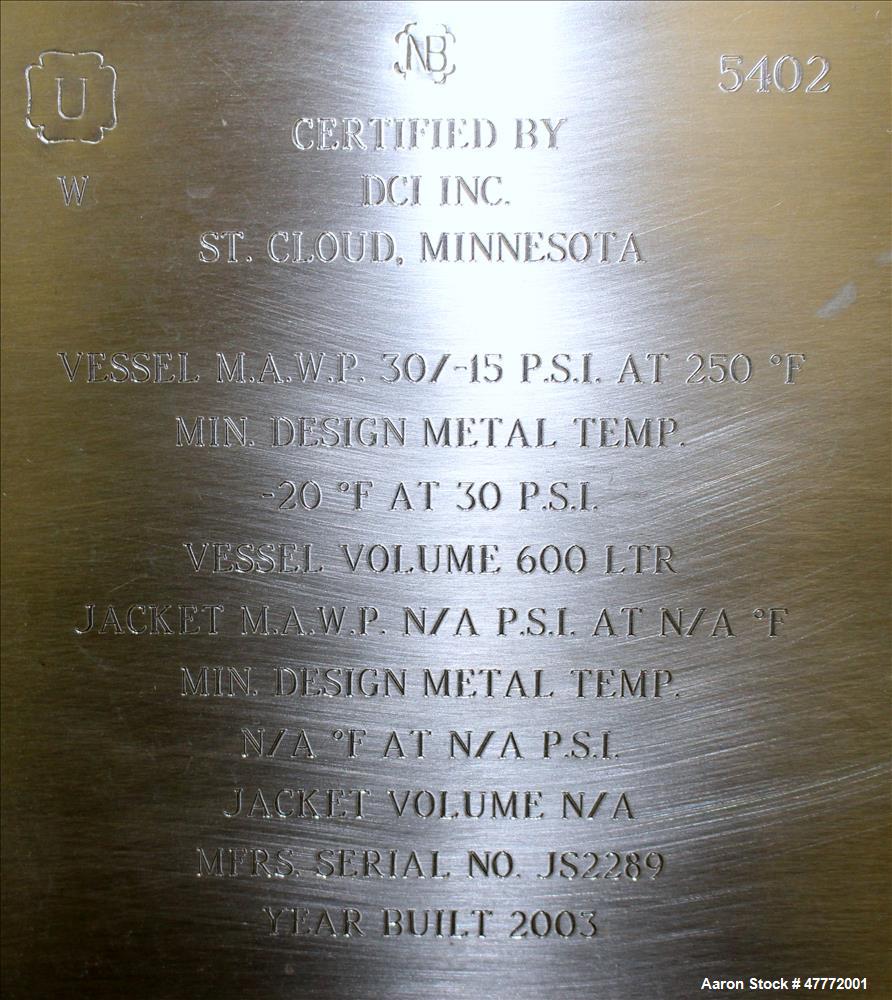 NB
5402
U
CERTIFIED BY
W
DCI INC.
ST. CLOUD, MINNESOTA
VESSEL M.A.W.P. 30/-15 P.S.I. AT 250 °F
MIN. DESIGN METAL TEMP.
-20 °F AT 30 P.S.I.
VESSEL VOLUME 600 LTR
JACKET M.A.W.P. N/A P.S.I. AT N/A °F
MIN. DESIGN METAL TEMP.
N/A °F AT N/A P.S.I.
JACKET VOLUME N/A
MFRS. SERIAL NO. JS2289
YEAR BUILT 2003
Aaron Stock # 47772001